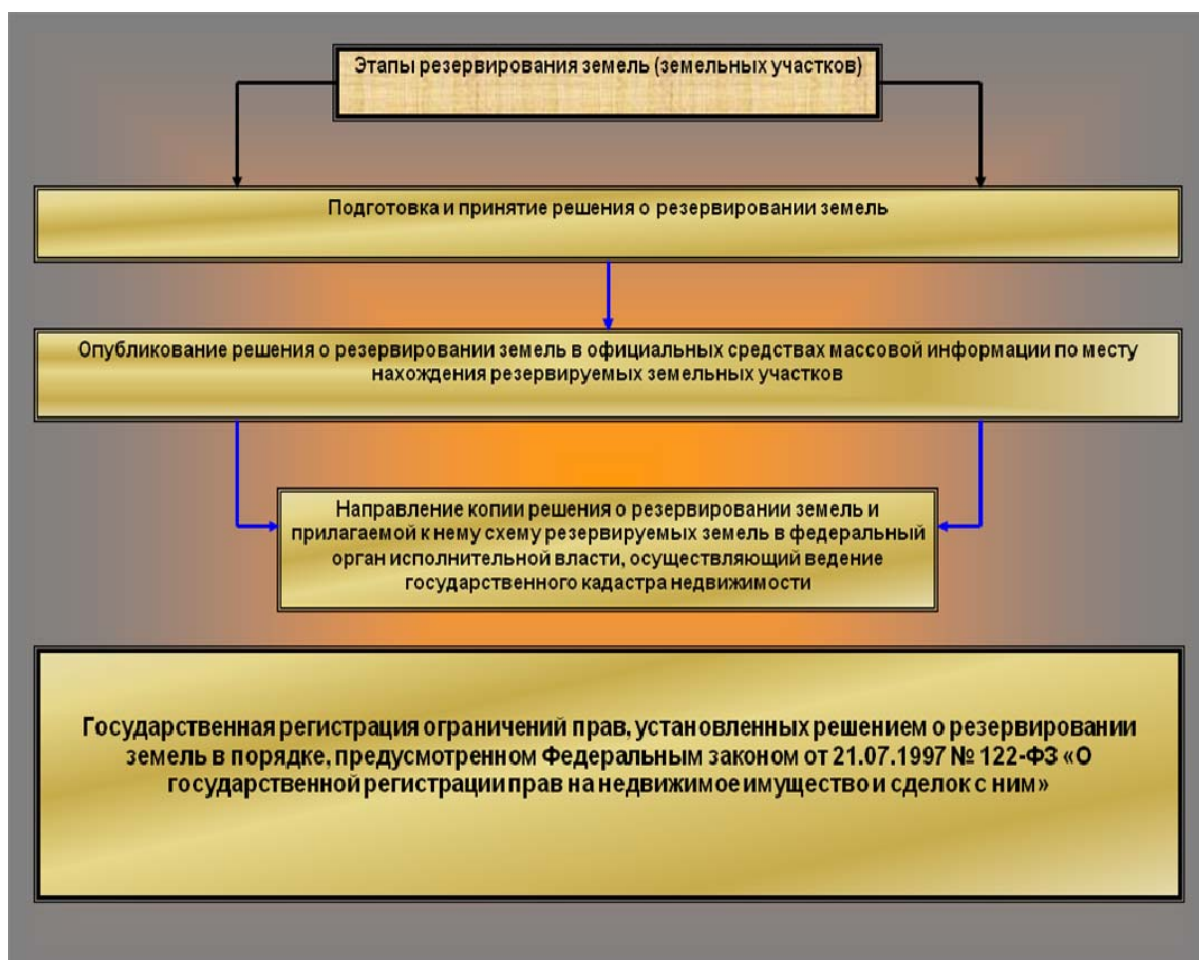 Этапы резервирования земель (земельных участков)
Подготовка и принятие решения о резервировании земель
Опубликование решения о резервировании земель в официальных средствах массовой информации по месту
нахождения резервируемых земельных участков
Направление копии решения о резервировании земель и
прилагаемой к нему схему резервируемых земель в федеральный
орган исполнительной власти, осуществляющий ведение
государственного кадастра недвижимости
Государственная регистрация ограничений прав, установленных решением о резервировании
земель в порядке, предусмотренном Федеральным законом от 21.07.1997 № 122-ФЗ «О
государственной регистрации прав на недвижимое имущество и сделок с ним»